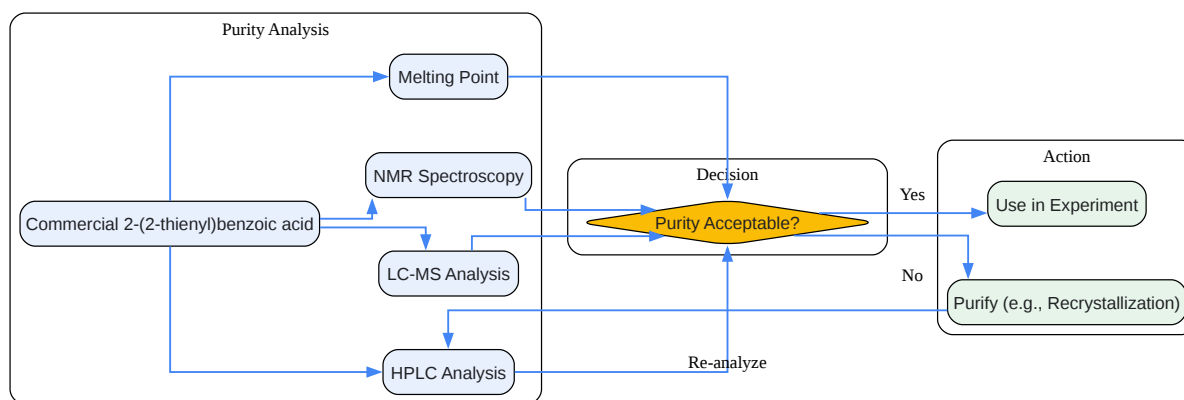 Purity Analysis
Melting Point
NMR Spectroscopy
Commercial 2-(2-thienyl)benzoic acid
LC-MS Analysis
HPLC Analysis
Decision
Purity Acceptable?
Re-analyze
Yes
No
Action
Use in Experiment
Purify (e.g., Recrystallization)